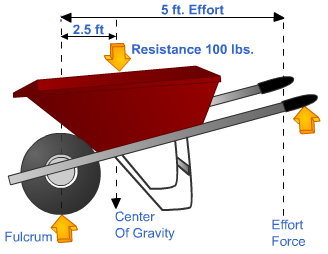 5 ft. Effort
2.5 ft
Resistance 100 lbs.
Fulcrum
Center
Of Gravity
Effort
Force